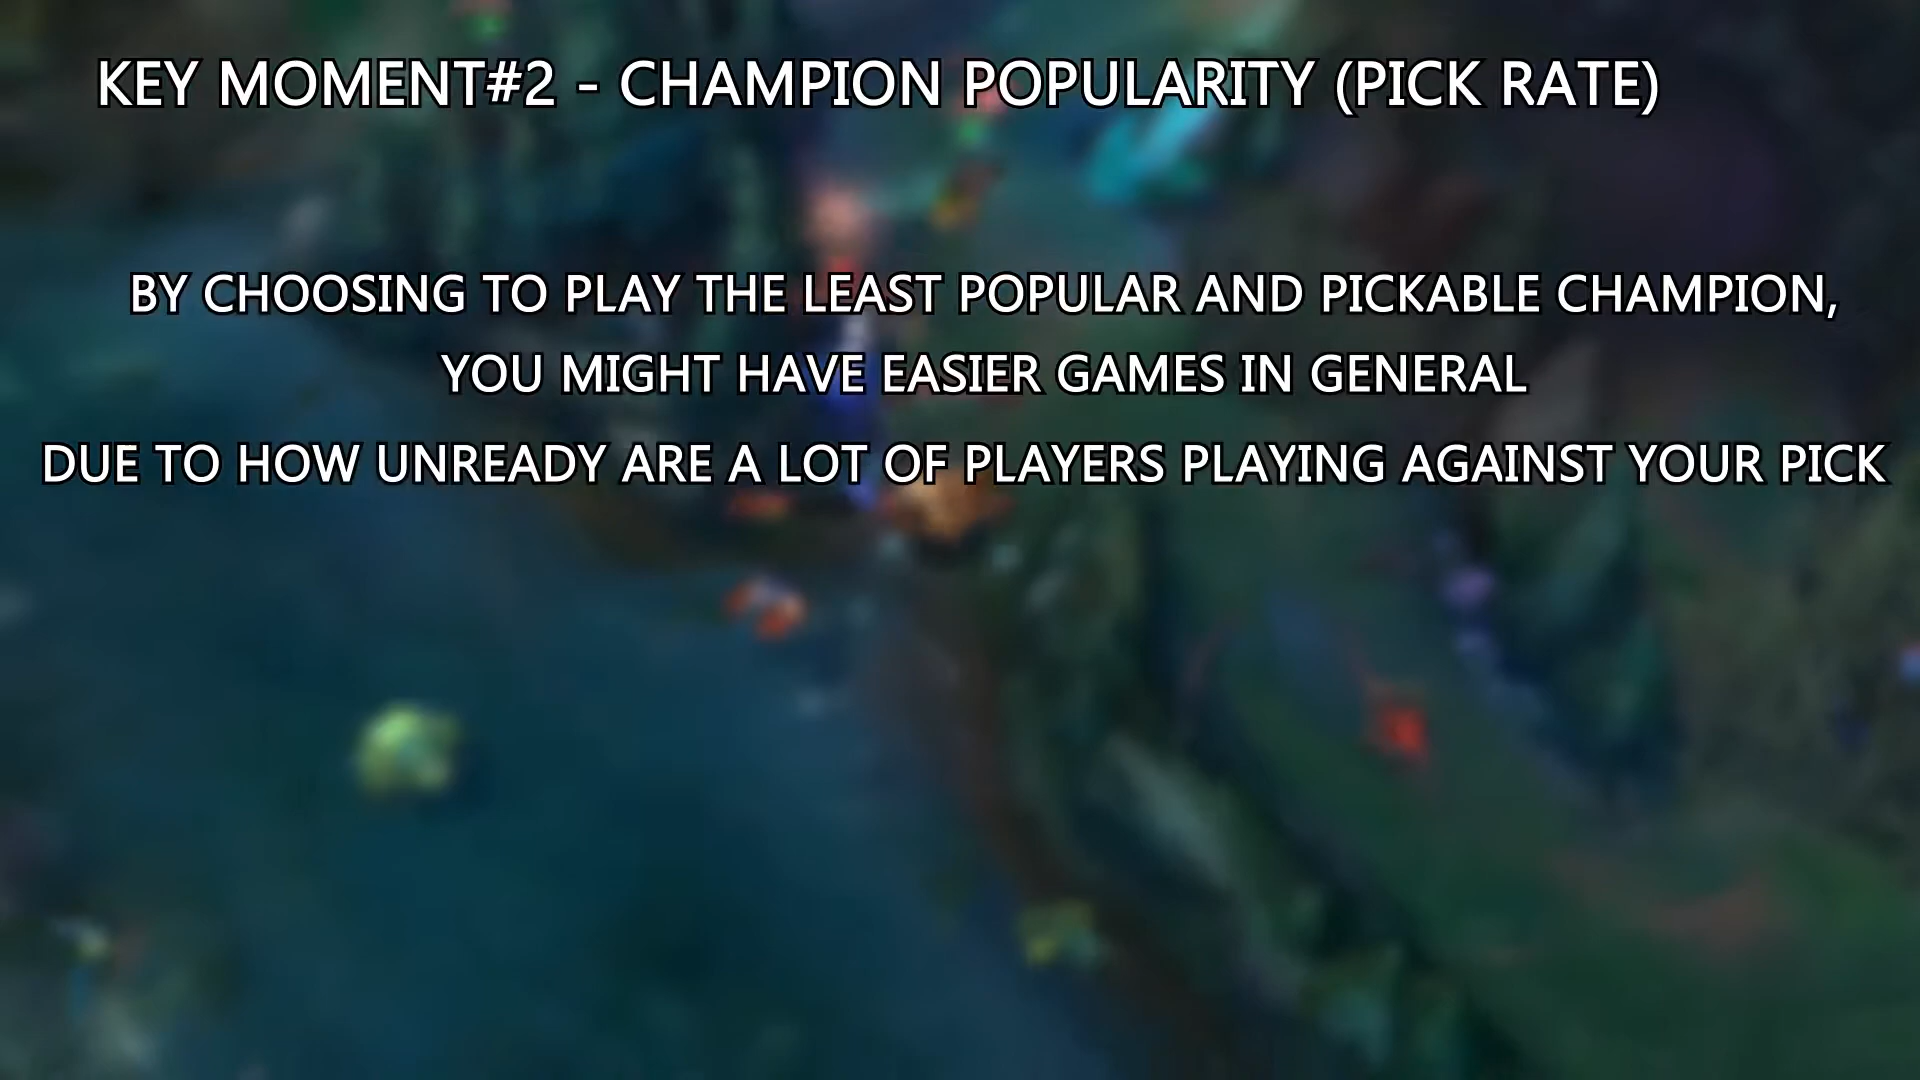 KEY MOMENT#2 - CHAMPION POPULARITY (PICK RATE)
BY CHOOSING TO PLAY THE LEAST POPULAR AND PICKABLE CHAMPION,
YOU MIGHT HAVE EASIER GAMES IN GENERAL
DUE TO HOW UNREADY ARE A LOT OF PLAYERS PLAYING AGAINST YOUR PICK